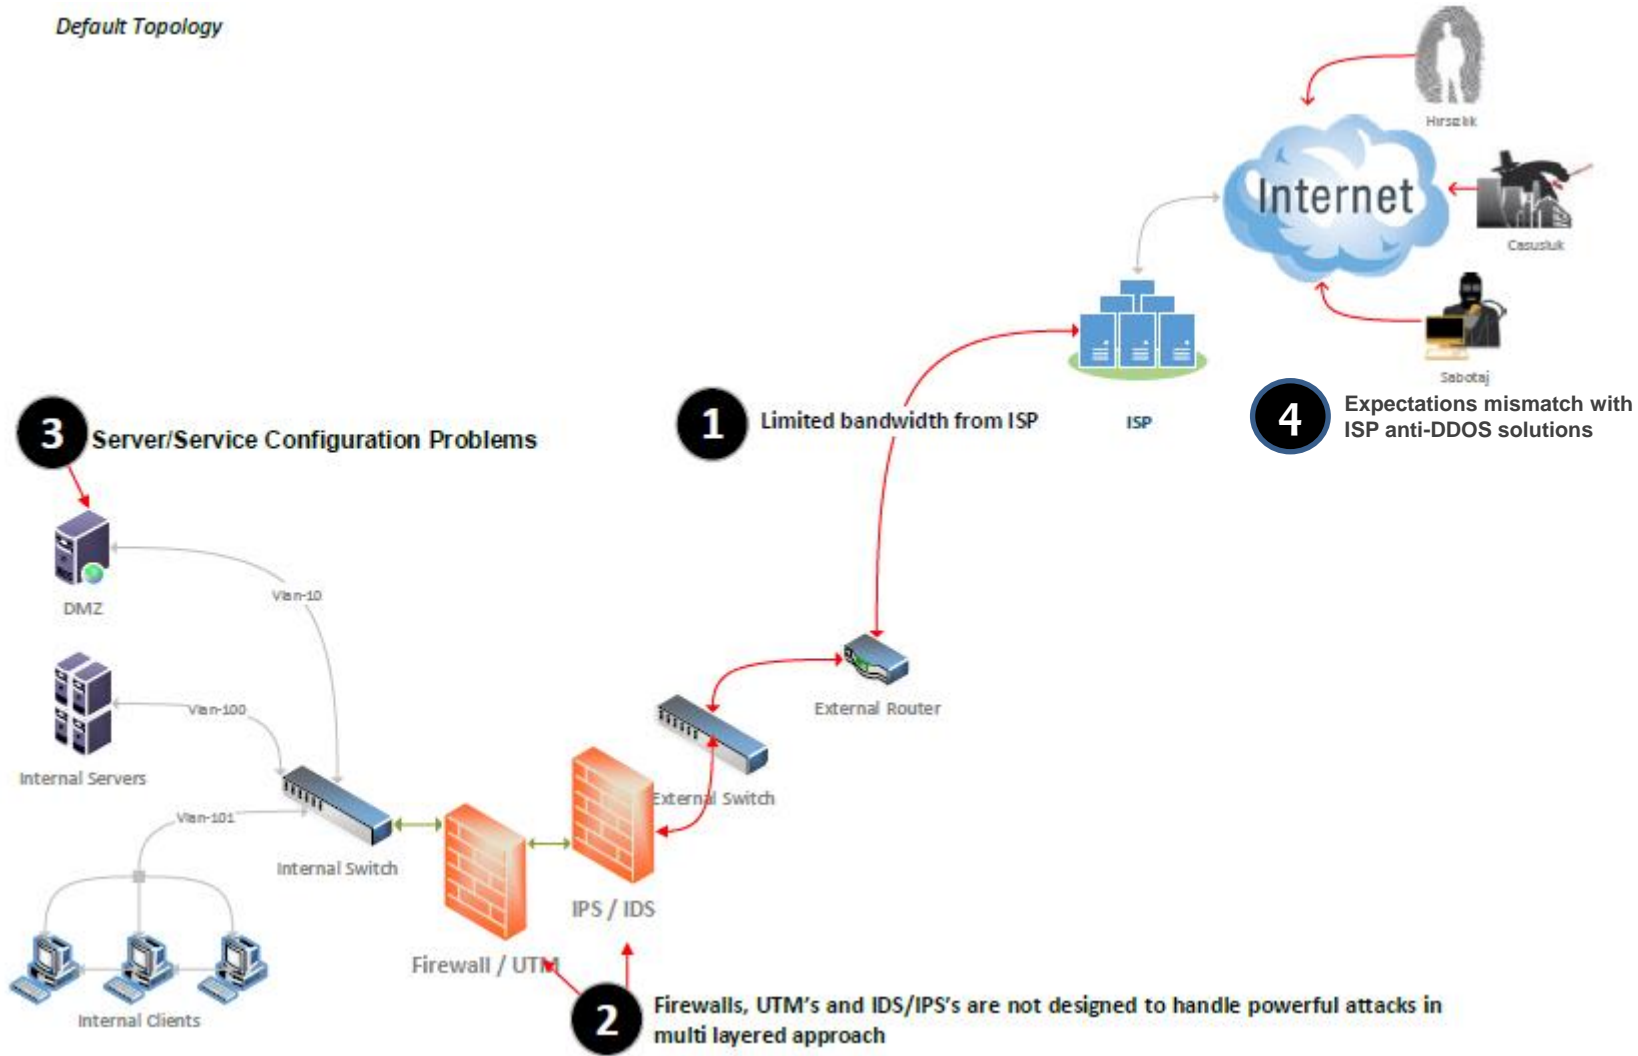 Default Topology
Hırsızlık
Internet
Casusluk
Sabotaj
3
Server/Service Configuration Problems
1
Limited bandwidth from ISP
ISP
4
Expectations mismatch with
ISP anti-DDOS solutions
DMZ
Vlan-10
Internal Servers
Vlan-100
External Router
External Switch
Vlan-101
Internal Switch
IPS / IDS
Firewall / UTM
Internal Clients
2
Firewalls, UTM's and IDS/IPS's are not designed to handle powerful attacks in
multi layered approach